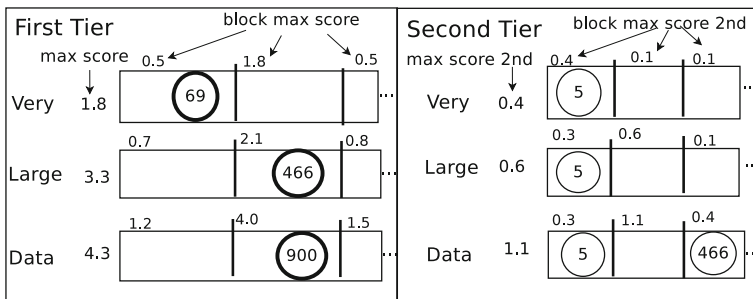 First Tier
block max score
max score
0.5 1.8 0.5
Very 1.8 69 ...
0.7 2.1 0.8
Large 3.3 466 ...
1.2 4.0 1.5
Data 4.3 900 ...
Second Tier
block max score 2nd
max score 2nd
0.4 0.1 0.1
Very 0.4 5 ...
0.3 0.6 0.1
Large 0.6 5 ...
0.3 1.1 0.4
Data 1.1 5 466 ...